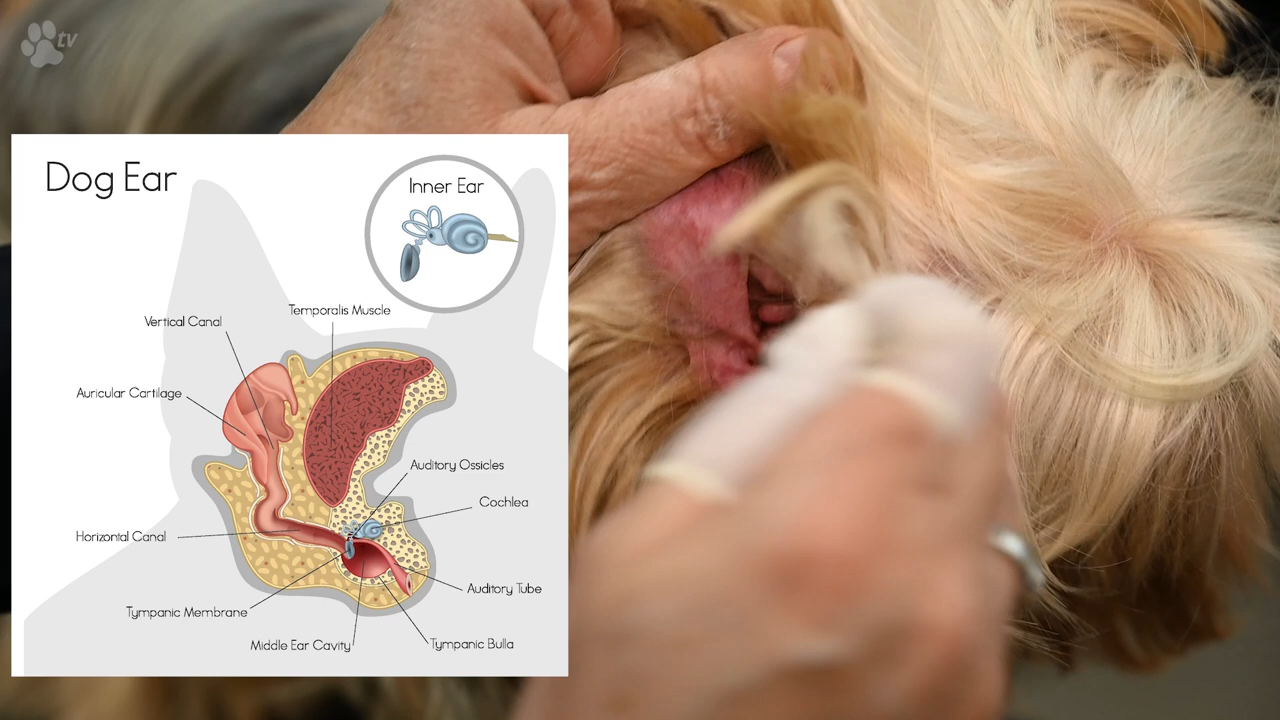 tv
Dog Ear
Inner Ear
Temporalis Muscle
Vertical Canal
Auricular Cartilage
Auditory Ossicles
Cochlea
Horizontal Canal
Auditory Tube
Tympanic Membrane
Middle Ear Cavity
Tympanic Bulla